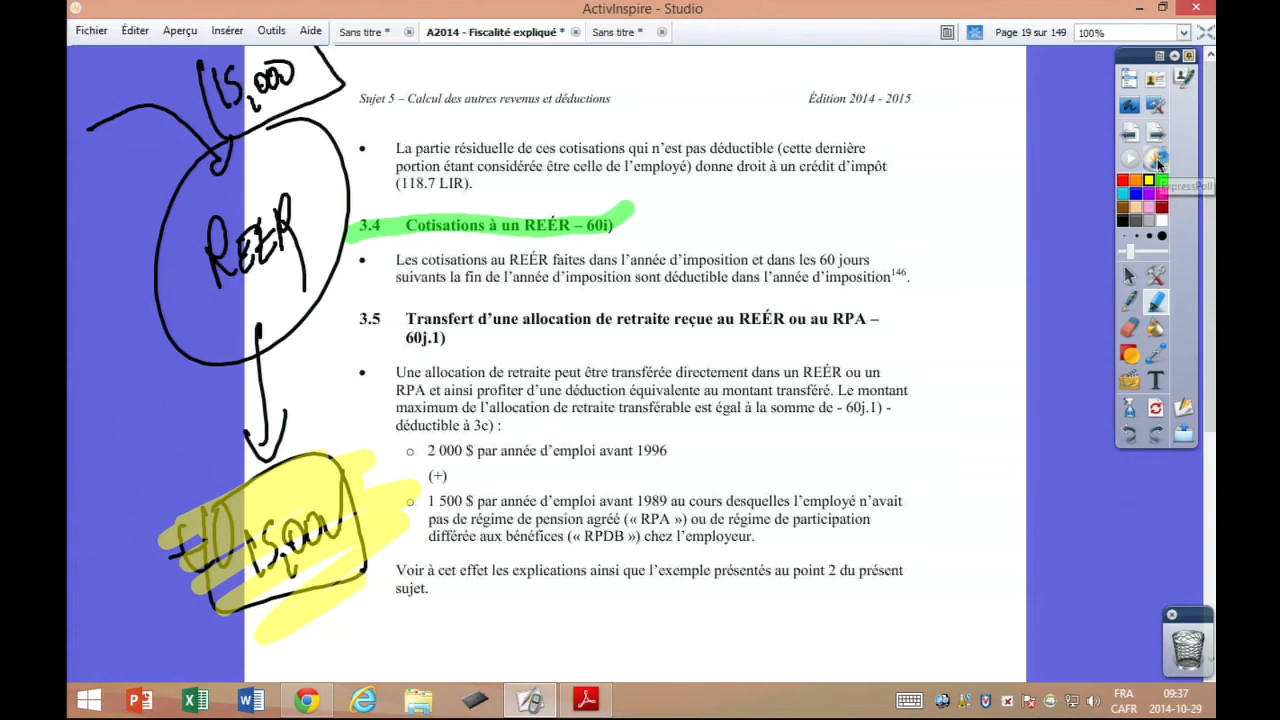 ActivInspire - Studio
Fichier Éditer Aperçu Insérer Outils Aide
Sans titre * A2014 - Fiscalité expliqué * Sans titre *
Page 19 sur 149 100%
15,000
REÉR
15,000
Sujet 5 – Calcul des autres revenus et déductions Édition 2014 - 2015
• La partie résiduelle de ces cotisations qui n’est pas déductible (cette dernière
portion étant considérée être celle de l’employé) donne droit à un crédit d’impôt
(118.7 LIR).
3.4 Cotisations à un REÉR – 60i)
• Les cotisations au REÉR faites dans l’année d’imposition et dans les 60 jours
suivants la fin de l’année d’imposition sont déductible dans l’année d’imposition146.
3.5 Transfert d’une allocation de retraite reçue au REÉR ou au RPA –
60j.1)
• Une allocation de retraite peut être transférée directement dans un REÉR ou un
RPA et ainsi profiter d’une déduction équivalente au montant transféré. Le montant
maximum de l’allocation de retraite transférable est égal à la somme de - 60j.1) -
déductible à 3c) :
o 2 000 $ par année d’emploi avant 1996
(+)
o 1 500 $ par année d’emploi avant 1989 au cours desquelles l’employé n’avait
pas de régime de pension agréé (« RPA ») ou de régime de participation
différée aux bénéfices (« RPDB ») chez l’employeur.
Voir à cet effet les explications ainsi que l’exemple présentés au point 2 du présent
sujet.
ExpressPoll
FRA
CAFR
09:37
2014-10-29